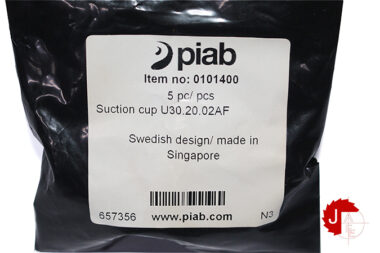 piab
Item no: 0101400
5 pc/ pcs
Suction cup U30.20.02AF
Swedish design/ made in
Singapore
657356 www.piab.com N3